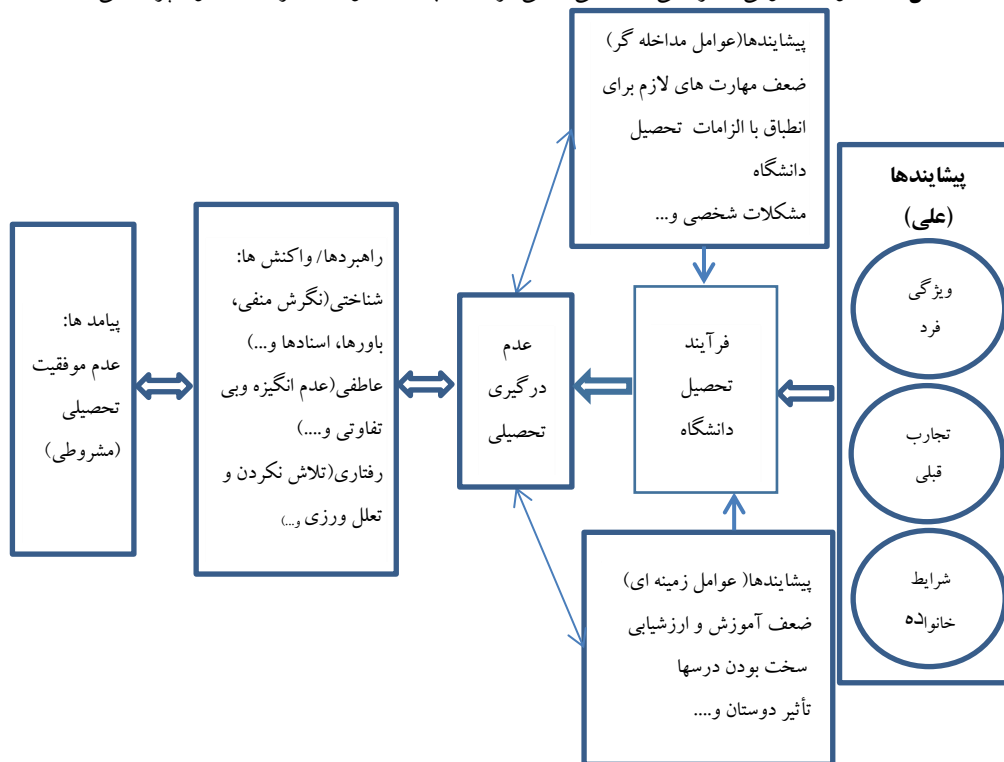 پیشایندها(عوامل مداخله گر)
ضعف مهارت های لازم برای
انطباق با الزامات تحصیل
دانشگاه
مشکلات شخصی و...
پیشایندها
(علی)
ویژگی
فرد
تجارب
قبلی
شرایط
خانواده
فرآیند
تحصیل
دانشگاه
عدم
درگیری
تحصیلی
راهبردها/ واکنش ها:
شناختی(نگرش منفی،
باورها، اسنادها و...)
عاطفی(عدم انگیزه وبی
تفاوتی و....)
رفتاری(تلاش نکردن و
تعلل ورزی و...)
پیامد ها:
عدم موفقیت
تحصیلی
(مشروطی)
پیشایندها( عوامل زمینه ای)
ضعف آموزش و ارزشیابی
سخت بودن درسها
تأثیر دوستان و....